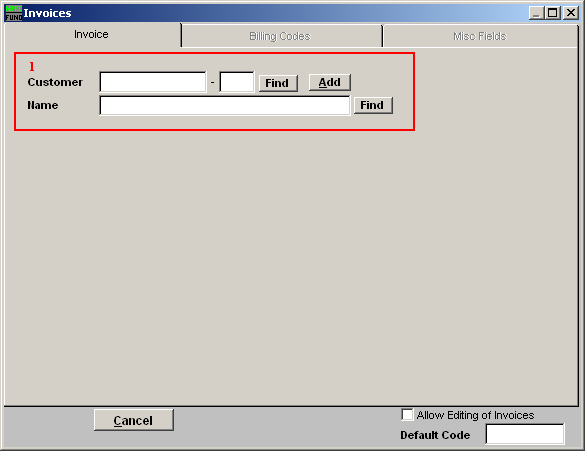 FUND Invoices
Invoice Billing Codes Misc Fields
1
Customer - Find Add
Name Find
Cancel
Allow Editing of Invoices
Default Code